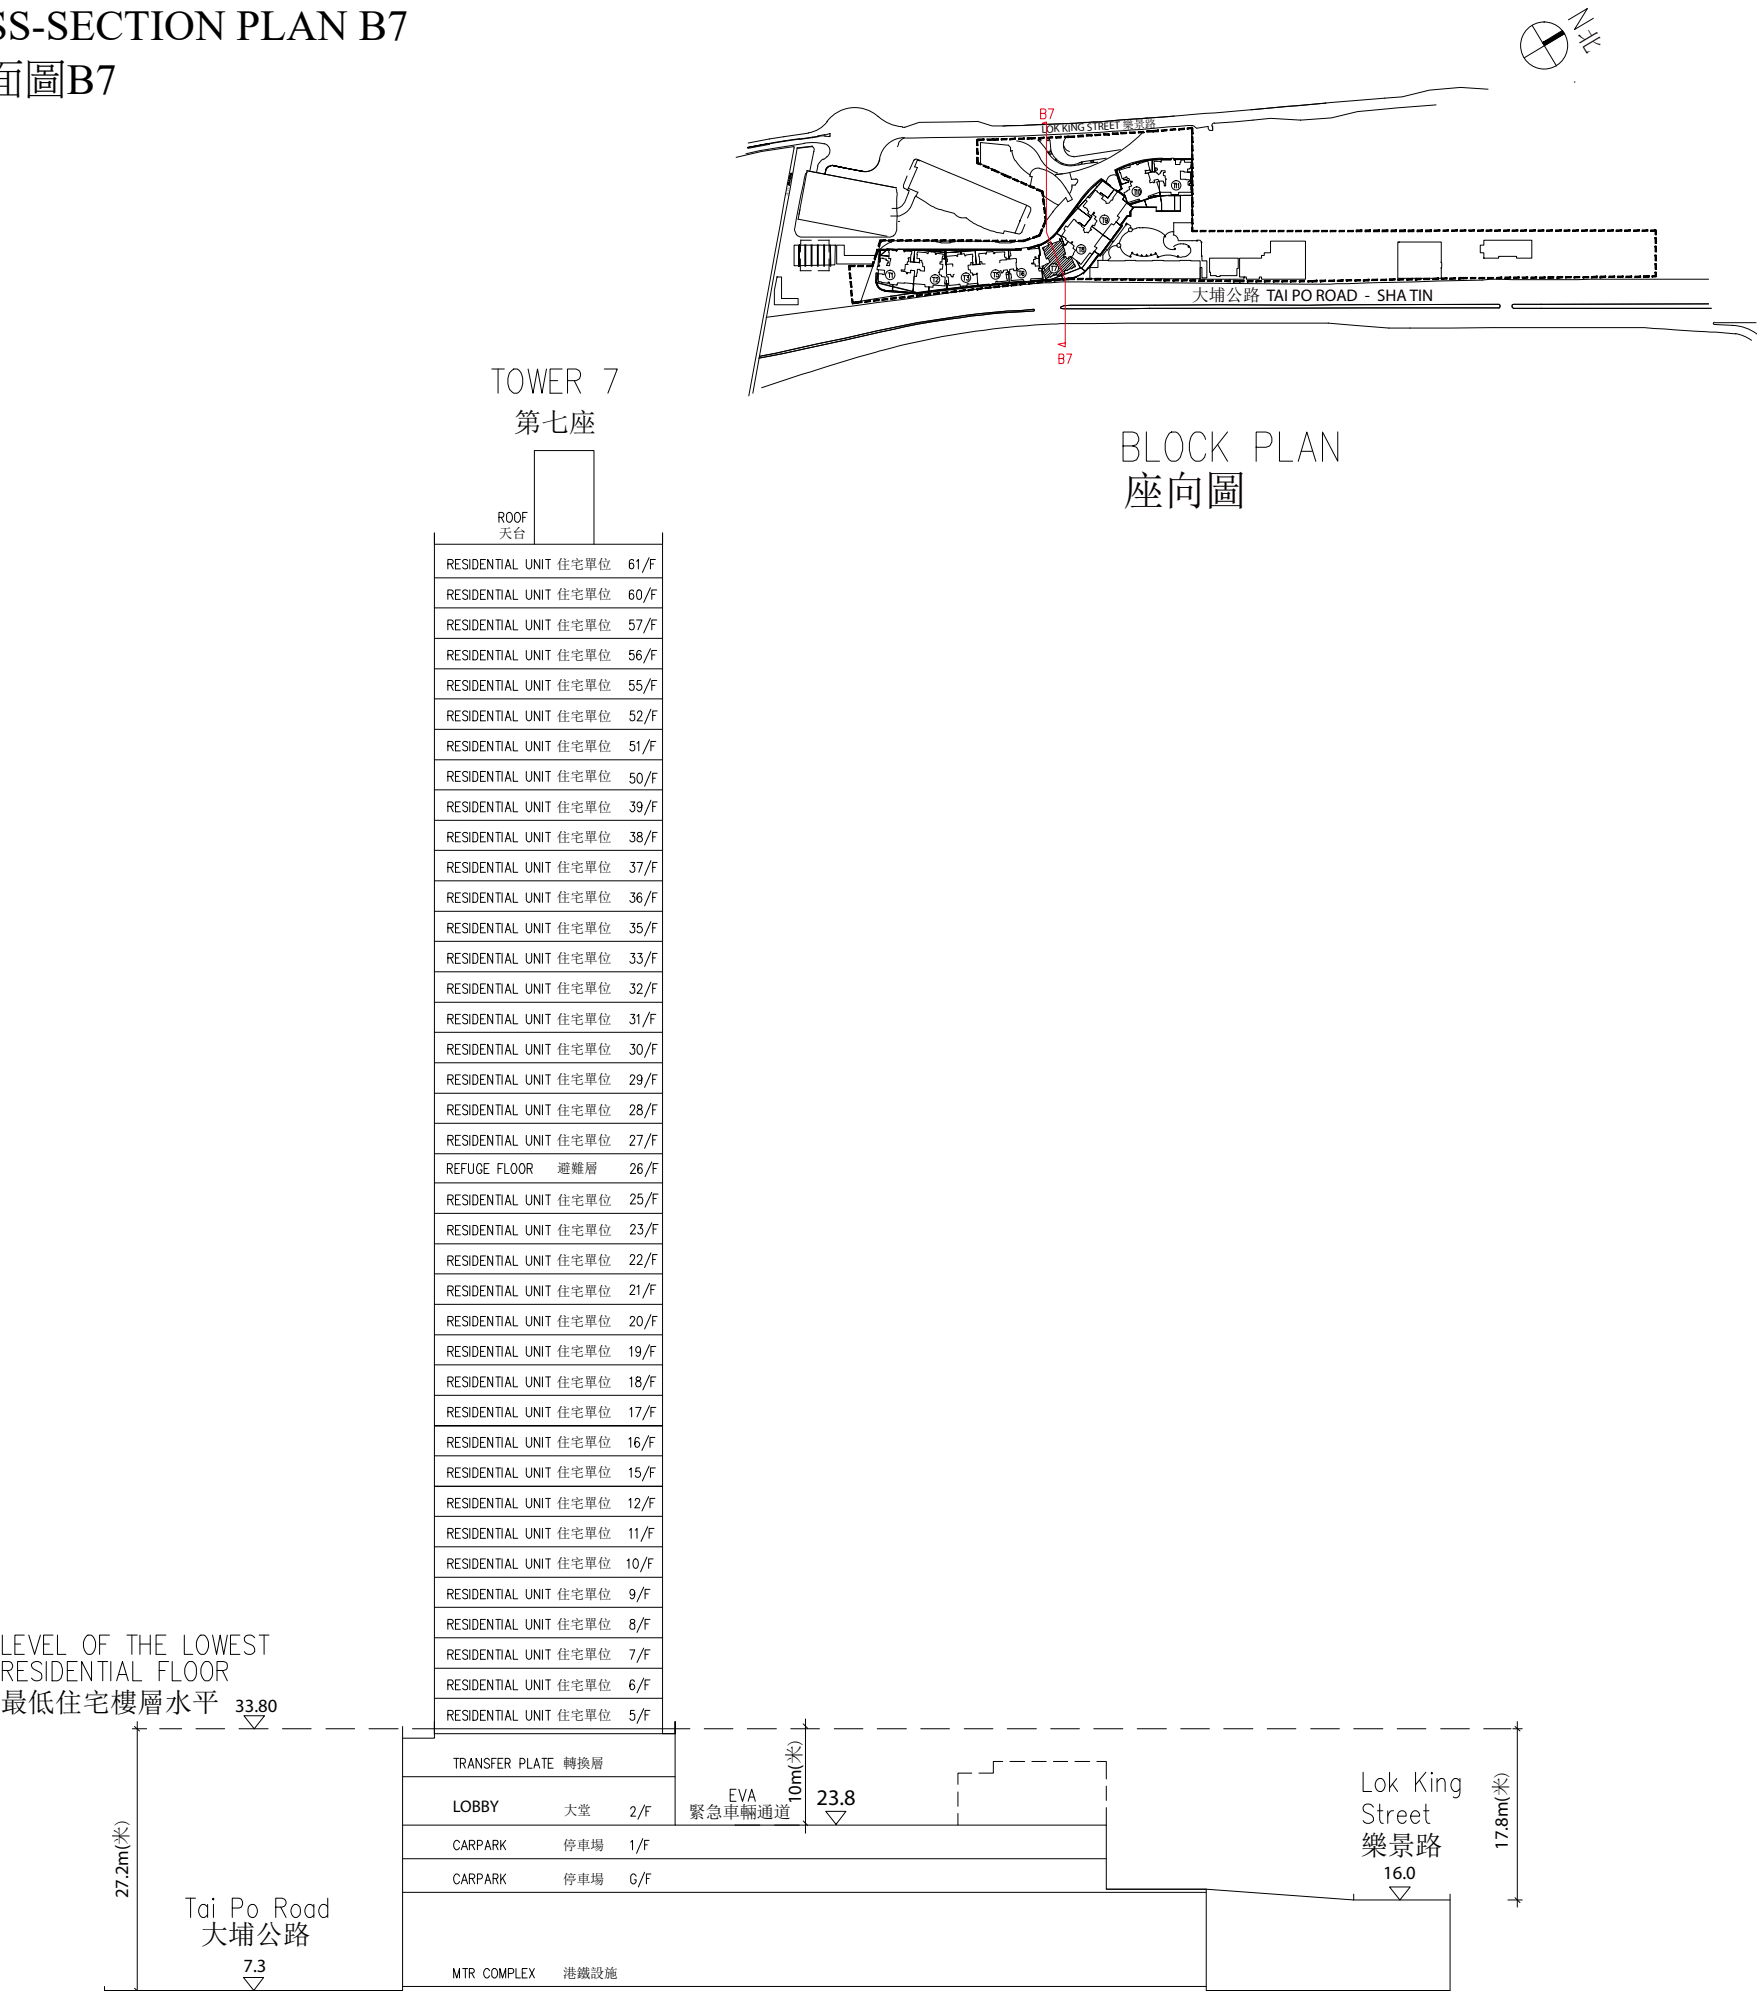 SS-SECTION PLAN B7
面圖B7
N 北
B7
LOK KING STREET 樂景路
T1
T2
T3
T5
T6
T7
T8
T9
T10
T11
大埔公路 TAI PO ROAD - SHA TIN
B7
BLOCK PLAN
座向圖
TOWER 7
第七座
ROOF
天台
RESIDENTIAL UNIT 住宅單位 61/F
RESIDENTIAL UNIT 住宅單位 60/F
RESIDENTIAL UNIT 住宅單位 57/F
RESIDENTIAL UNIT 住宅單位 56/F
RESIDENTIAL UNIT 住宅單位 55/F
RESIDENTIAL UNIT 住宅單位 52/F
RESIDENTIAL UNIT 住宅單位 51/F
RESIDENTIAL UNIT 住宅單位 50/F
RESIDENTIAL UNIT 住宅單位 39/F
RESIDENTIAL UNIT 住宅單位 38/F
RESIDENTIAL UNIT 住宅單位 37/F
RESIDENTIAL UNIT 住宅單位 36/F
RESIDENTIAL UNIT 住宅單位 35/F
RESIDENTIAL UNIT 住宅單位 33/F
RESIDENTIAL UNIT 住宅單位 32/F
RESIDENTIAL UNIT 住宅單位 31/F
RESIDENTIAL UNIT 住宅單位 30/F
RESIDENTIAL UNIT 住宅單位 29/F
RESIDENTIAL UNIT 住宅單位 28/F
RESIDENTIAL UNIT 住宅單位 27/F
REFUGE FLOOR 避難層 26/F
RESIDENTIAL UNIT 住宅單位 25/F
RESIDENTIAL UNIT 住宅單位 23/F
RESIDENTIAL UNIT 住宅單位 22/F
RESIDENTIAL UNIT 住宅單位 21/F
RESIDENTIAL UNIT 住宅單位 20/F
RESIDENTIAL UNIT 住宅單位 19/F
RESIDENTIAL UNIT 住宅單位 18/F
RESIDENTIAL UNIT 住宅單位 17/F
RESIDENTIAL UNIT 住宅單位 16/F
RESIDENTIAL UNIT 住宅單位 15/F
RESIDENTIAL UNIT 住宅單位 12/F
RESIDENTIAL UNIT 住宅單位 11/F
RESIDENTIAL UNIT 住宅單位 10/F
RESIDENTIAL UNIT 住宅單位 9/F
RESIDENTIAL UNIT 住宅單位 8/F
RESIDENTIAL UNIT 住宅單位 7/F
RESIDENTIAL UNIT 住宅單位 6/F
RESIDENTIAL UNIT 住宅單位 5/F
LEVEL OF THE LOWEST
RESIDENTIAL FLOOR
最低住宅樓層水平 33.80
TRANSFER PLATE 轉換層
LOBBY 大堂 2/F
CARPARK 停車場 1/F
CARPARK 停車場 G/F
MTR COMPLEX 港鐵設施
EVA
緊急車輛通道
10m(米)
23.8
27.2m(米)
Tai Po Road
大埔公路
7.3
Lok King
Street
樂景路
16.0
17.8m(米)